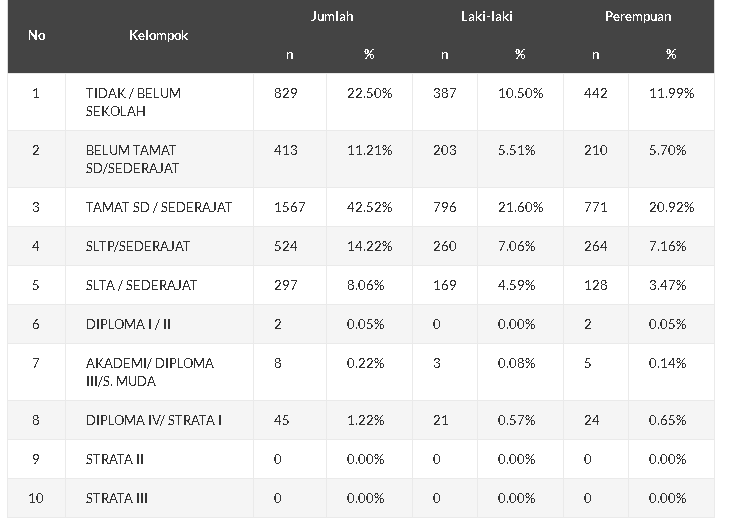 No Kelompok Jumlah Laki-laki Perempuan
n % n % n %
1 TIDAK / BELUM 829 22.50% 387 10.50% 442 11.99%
SEKOLAH
2 BELUM TAMAT 413 11.21% 203 5.51% 210 5.70%
SD/SEDERAJAT
3 TAMAT SD / SEDERAJAT 1567 42.52% 796 21.60% 771 20.92%
4 SLTP/SEDERAJAT 524 14.22% 260 7.06% 264 7.16%
5 SLTA / SEDERAJAT 297 8.06% 169 4.59% 128 3.47%
6 DIPLOMA I / II 2 0.05% 0 0.00% 2 0.05%
7 AKADEMI/ DIPLOMA 8 0.22% 3 0.08% 5 0.14%
III/S. MUDA
8 DIPLOMA IV/ STRATA I 45 1.22% 21 0.57% 24 0.65%
9 STRATA II 0 0.00% 0 0.00% 0 0.00%
10 STRATA III 0 0.00% 0 0.00% 0 0.00%